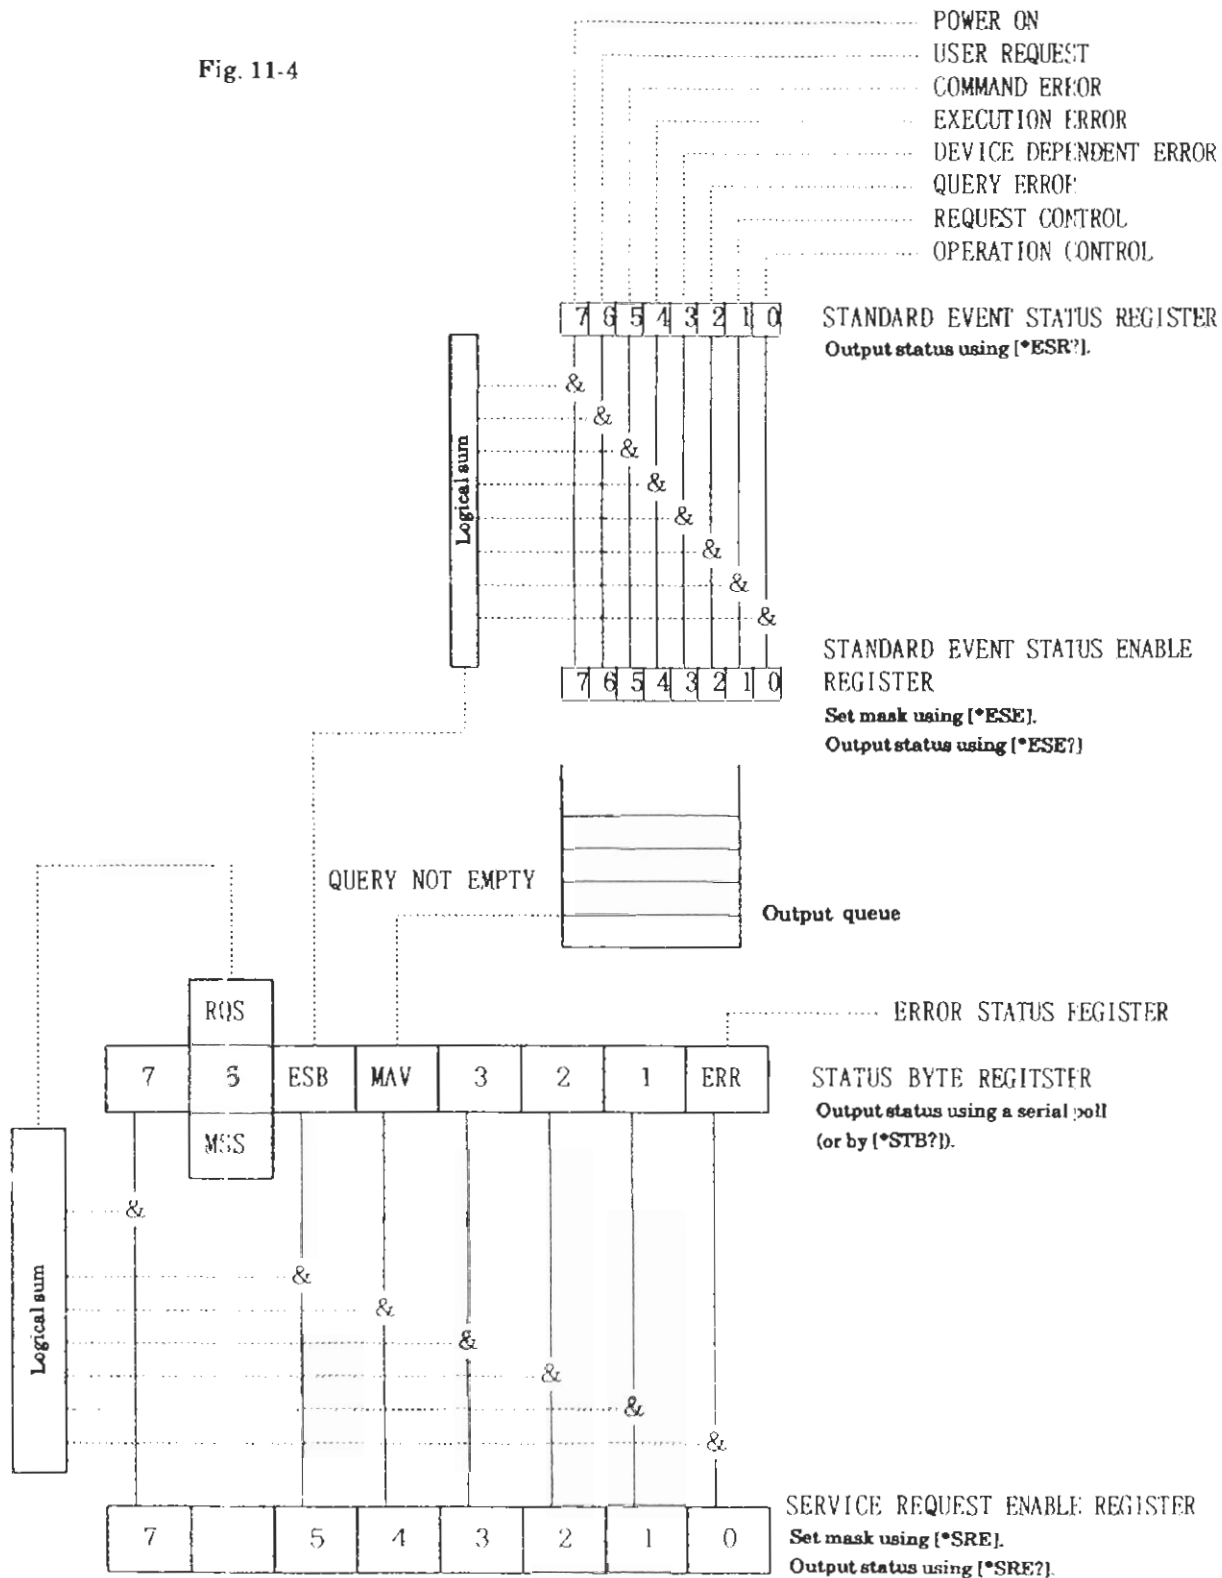 Fig. 11-4
POWER ON
USER REQUEST
COMMAND ERROR
EXECUTION ERROR
DEVICE DEPENDENT ERROR
QUERY ERROR
REQUEST CONTROL
OPERATION CONTROL
7 6 5 4 3 2 1 0
STANDARD EVENT STATUS REGISTER
Output status using [*ESR?].
Logical sum
&
&
&
&
&
&
&
&
7 6 5 4 3 2 1 0
STANDARD EVENT STATUS ENABLE
REGISTER
Set mask using [*ESE].
Output status using [*ESE?]
QUERY NOT EMPTY
Output queue
RQS
ERROR STATUS REGISTER
7 6 ESB MAV 3 2 1 ERR
STATUS BYTE REGITSTER
Output status using a serial poll
(or by [*STB?]).
MSS
Logical sum
&
&
&
&
&
&
&
7 5 4 3 2 1 0
SERVICE REQUEST ENABLE REGISTER
Set mask using [*SRE].
Output status using [*SRE?].